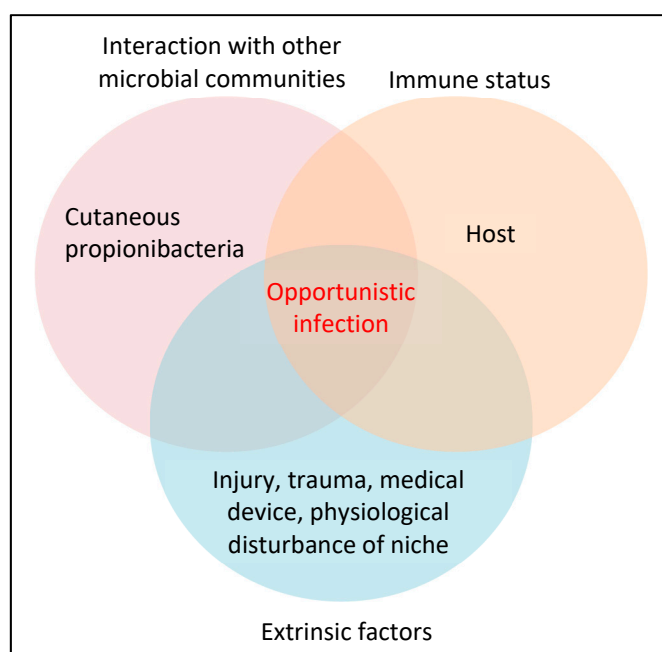 Interaction with other
microbial communities
Immune status
Cutaneous
propionibacteria
Host
Opportunistic
infection
Injury, trauma, medical
device, physiological
disturbance of niche
Extrinsic factors